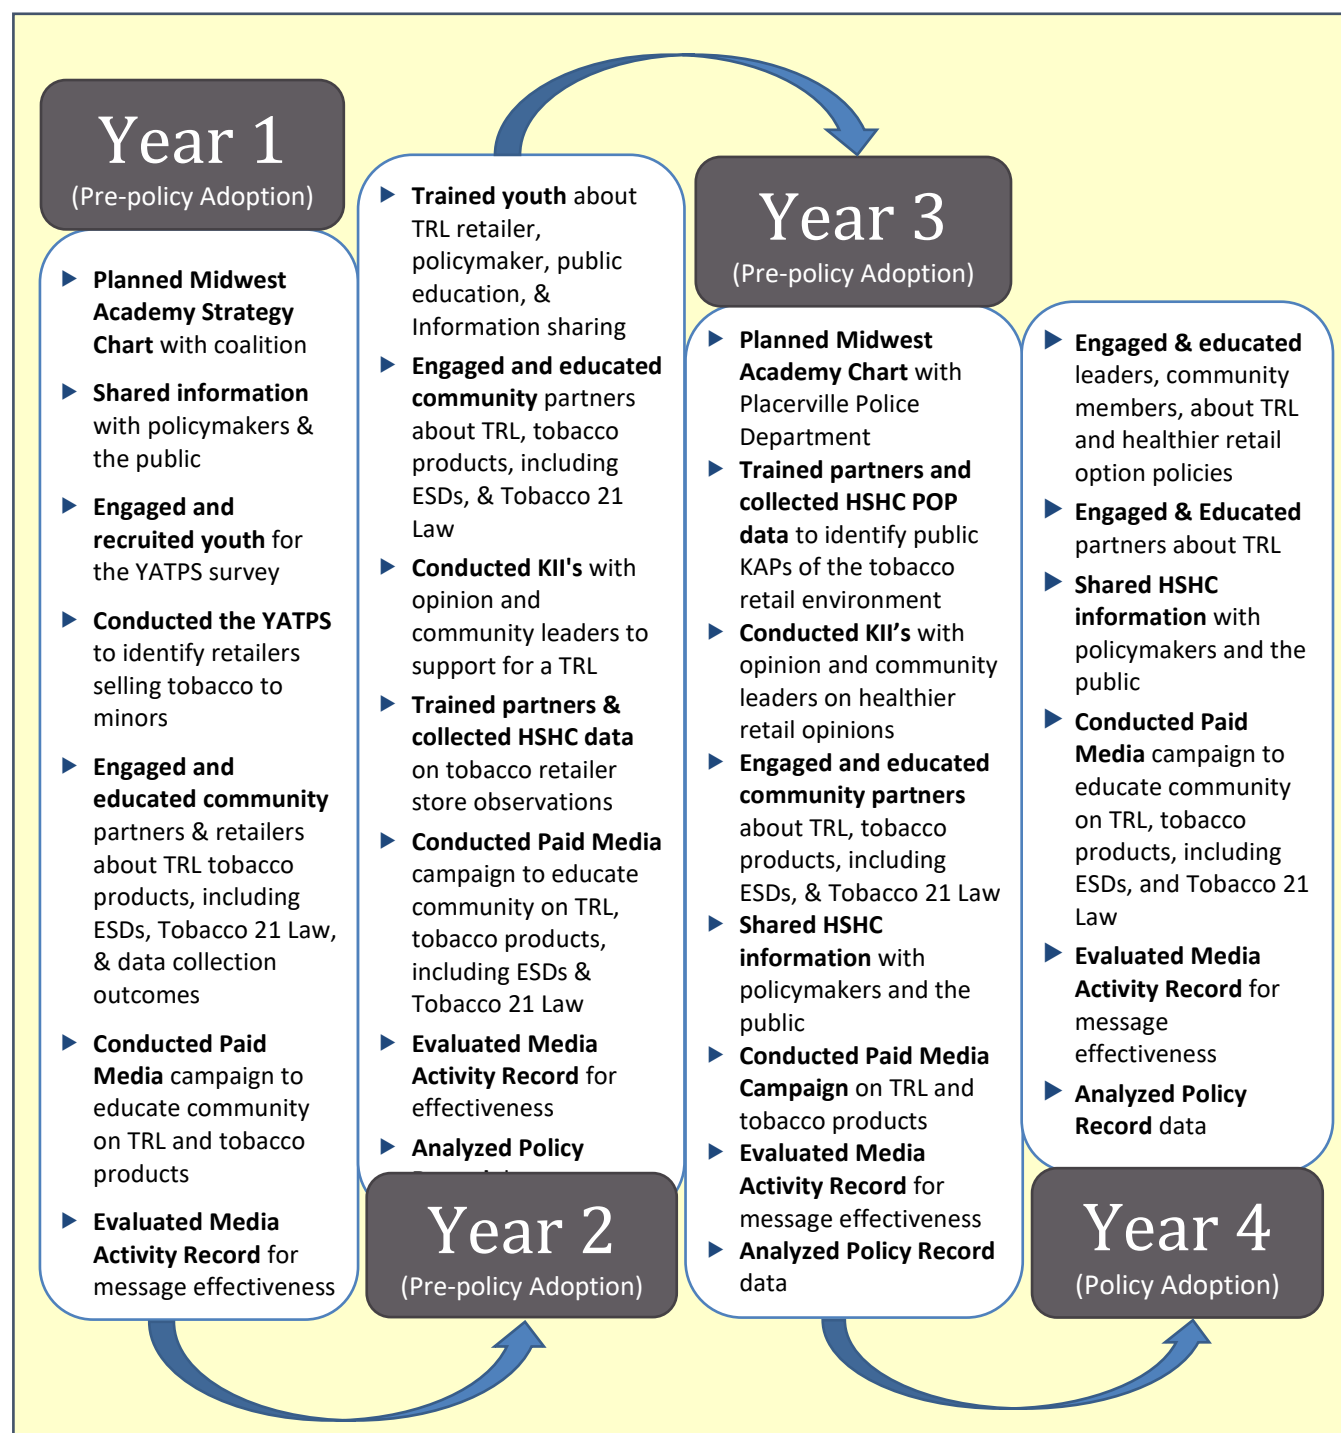 Year 1
(Pre-policy Adoption)
Planned Midwest
Academy Strategy
Chart with coalition
Shared information
with policymakers &
the public
Engaged and
recruited youth for
the YATPS survey
Conducted the YATPS
to identify retailers
selling tobacco to
minors
Engaged and
educated community
partners & retailers
about TRL tobacco
products, including
ESDs, Tobacco 21 Law,
& data collection
outcomes
Conducted Paid
Media campaign to
educate community
on TRL and tobacco
products
Evaluated Media
Activity Record for
message effectiveness
Trained youth about
TRL retailer,
policymaker, public
education, &
Information sharing
Engaged and educated
community partners
about TRL, tobacco
products, including
ESDs, & Tobacco 21
Law
Conducted KII's with
opinion and
community leaders to
support for a TRL
Trained partners &
collected HSHC data
on tobacco retailer
store observations
Conducted Paid Media
campaign to educate
community on TRL,
tobacco products,
including ESDs &
Tobacco 21 Law
Evaluated Media
Activity Record for
effectiveness
Analyzed Policy
Year 2
(Pre-policy Adoption)
Year 3
(Pre-policy Adoption)
Planned Midwest
Academy Chart with
Placerville Police
Department
Trained partners and
collected HSHC POP
data to identify public
KAPs of the tobacco
retail environment
Conducted KII’s with
opinion and community
leaders on healthier
retail opinions
Engaged and educated
community partners
about TRL, tobacco
products, including
ESDs, & Tobacco 21 Law
Shared HSHC
information with
policymakers and the
public
Conducted Paid Media
Campaign on TRL and
tobacco products
Evaluated Media
Activity Record for
message effectiveness
Analyzed Policy Record
data
Engaged & educated
leaders, community
members, about TRL
and healthier retail
option policies
Engaged & Educated
partners about TRL
Shared HSHC
information with
policymakers and the
public
Conducted Paid
Media campaign to
educate community
on TRL, tobacco
products, including
ESDs, and Tobacco 21
Law
Evaluated Media
Activity Record for
message
effectiveness
Analyzed Policy
Record data
Year 4
(Policy Adoption)